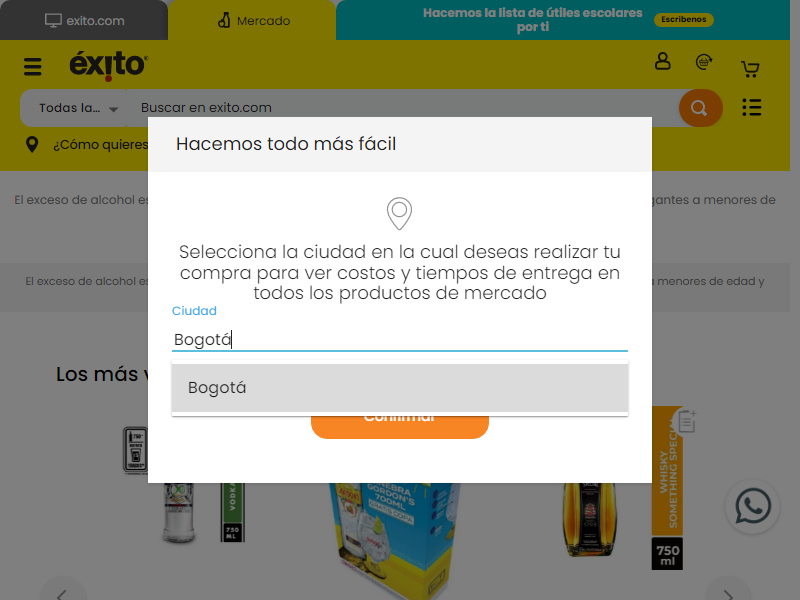 exito.com
Mercado
Hacemos la lista de útiles escolares
por ti
Escríbenos
éxito
Todas la...
Buscar en exito.com
¿Cómo quieres
Hacemos todo más fácil
El exceso de alcohol es
gantes a menores de
Selecciona la ciudad en la cual deseas realizar tu
compra para ver costos y tiempos de entrega en
todos los productos de mercado
El exceso de alcohol es
a menores de edad y
Ciudad
Bogotá
Los más v
Bogotá
Confirmar
VODKA
750
ML
GORDON'S
700ML
WHISKY
SOMETHING SPECIAL
750
ml